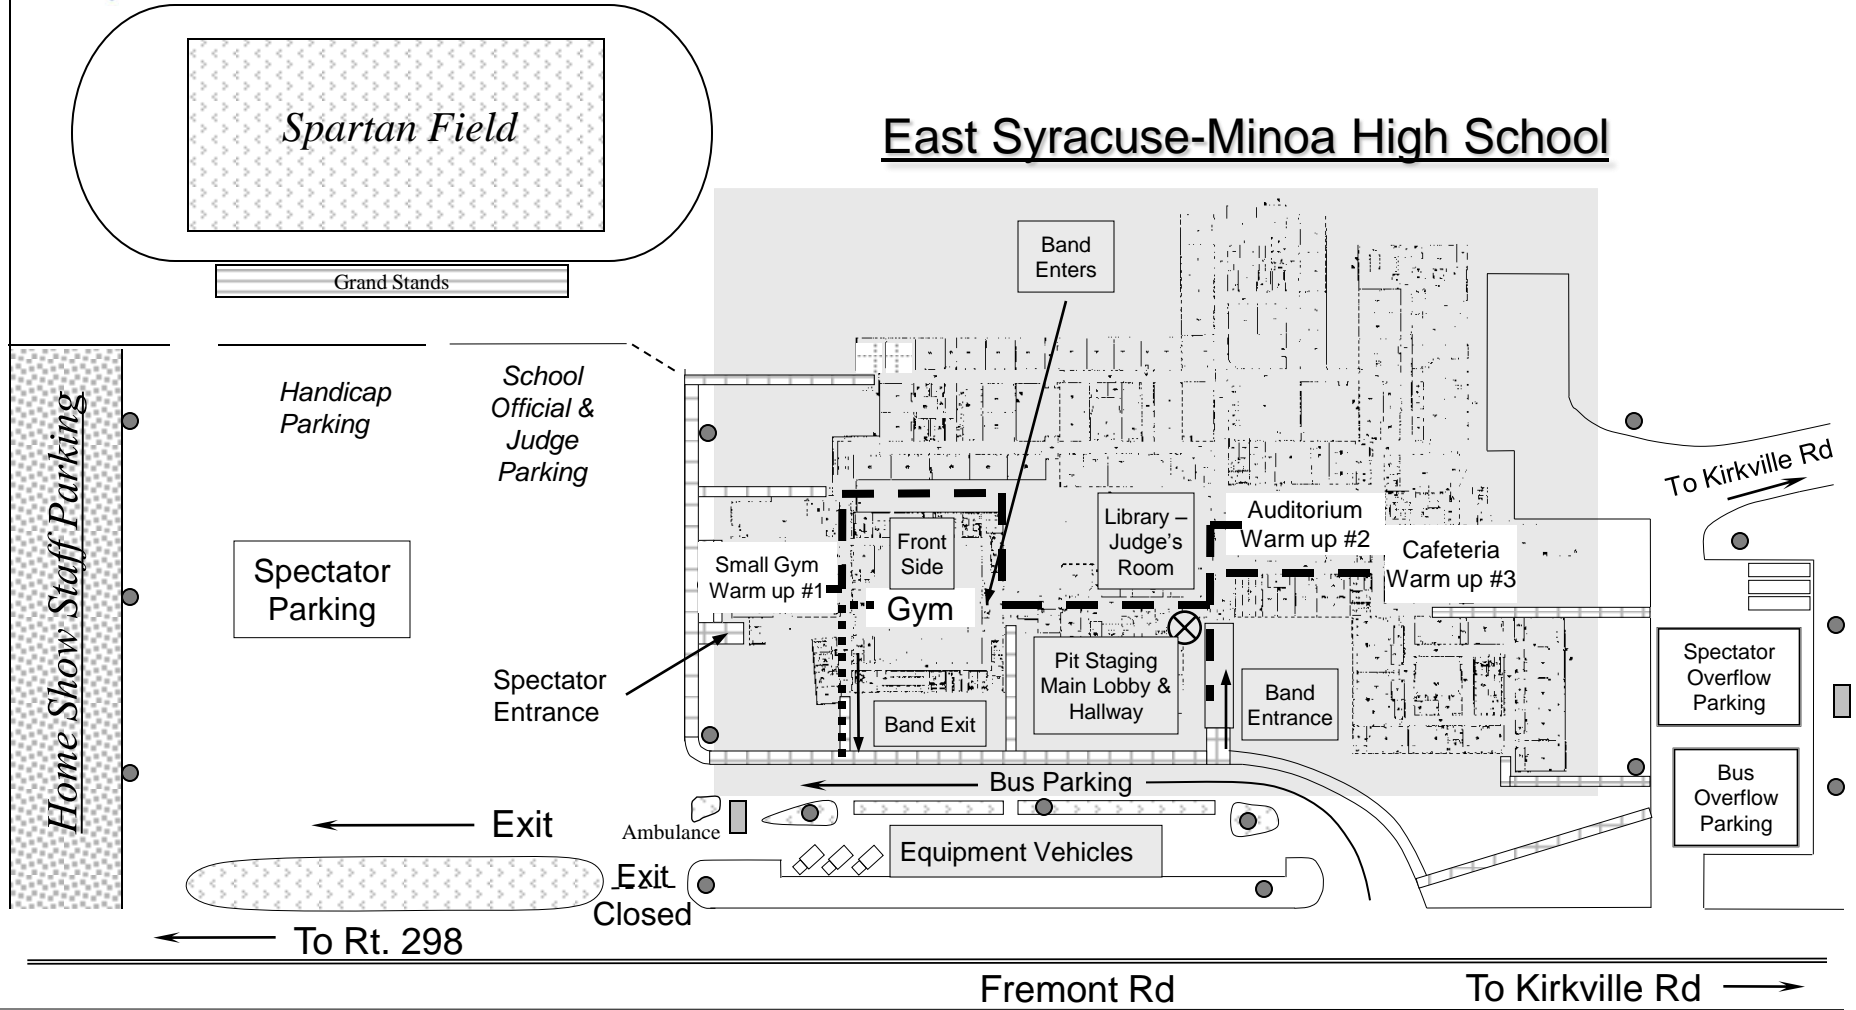 Spartan Field
East Syracuse-Minoa High School
Grand Stands
Band
Enters
Home Show Staff Parking
Handicap
Parking
School
Official &
Judge
Parking
Spectator
Parking
Spectator
Entrance
Small Gym
Warm up #1
Front
Side
Gym
Library –
Judge's
Room
Auditorium
Warm up #2
Cafeteria
Warm up #3
To Kirkville Rd
Pit Staging
Main Lobby &
Hallway
Band Exit
Band
Entrance
Spectator
Overflow
Parking
Bus
Overflow
Parking
Bus Parking
Exit
Ambulance
Equipment Vehicles
Exit
Closed
To Rt. 298
Fremont Rd
To Kirkville Rd